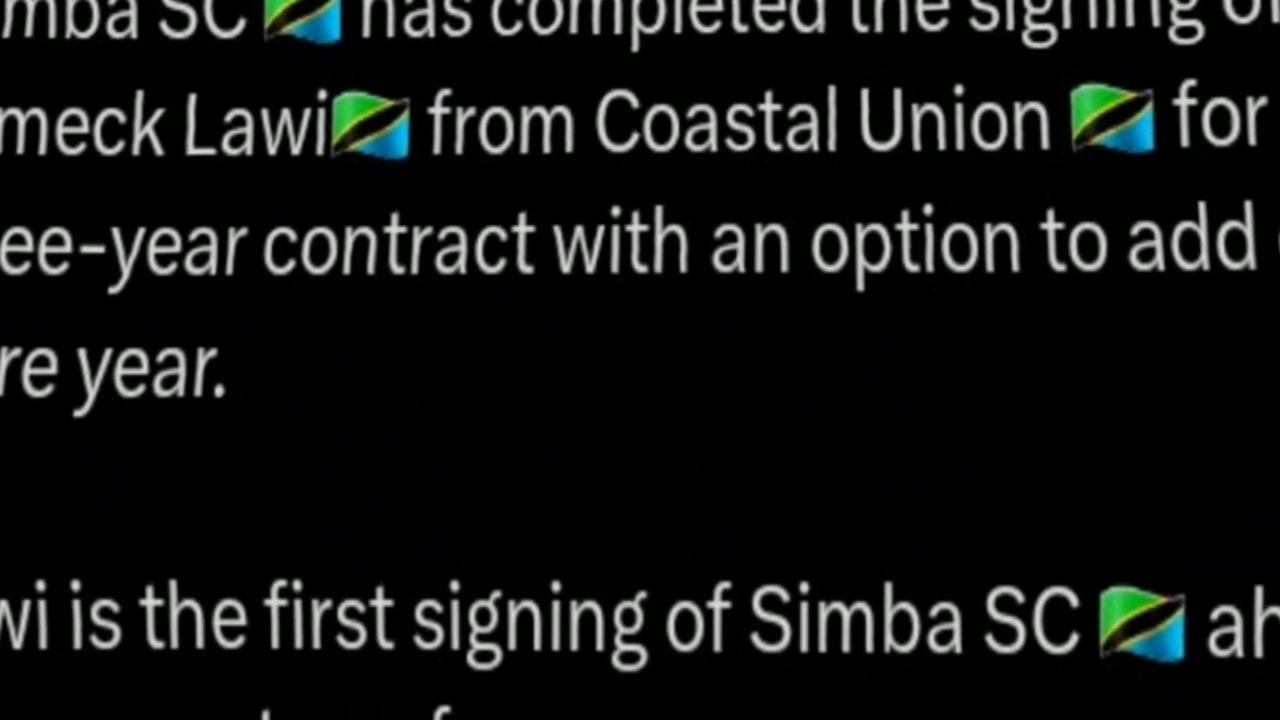 mba SC 🇹🇿 has completed the signing of
meck Lawi🇹🇿 from Coastal Union 🇹🇿 for
ee-year contract with an option to add
re year.
wi is the first signing of Simba SC 🇹🇿 ah